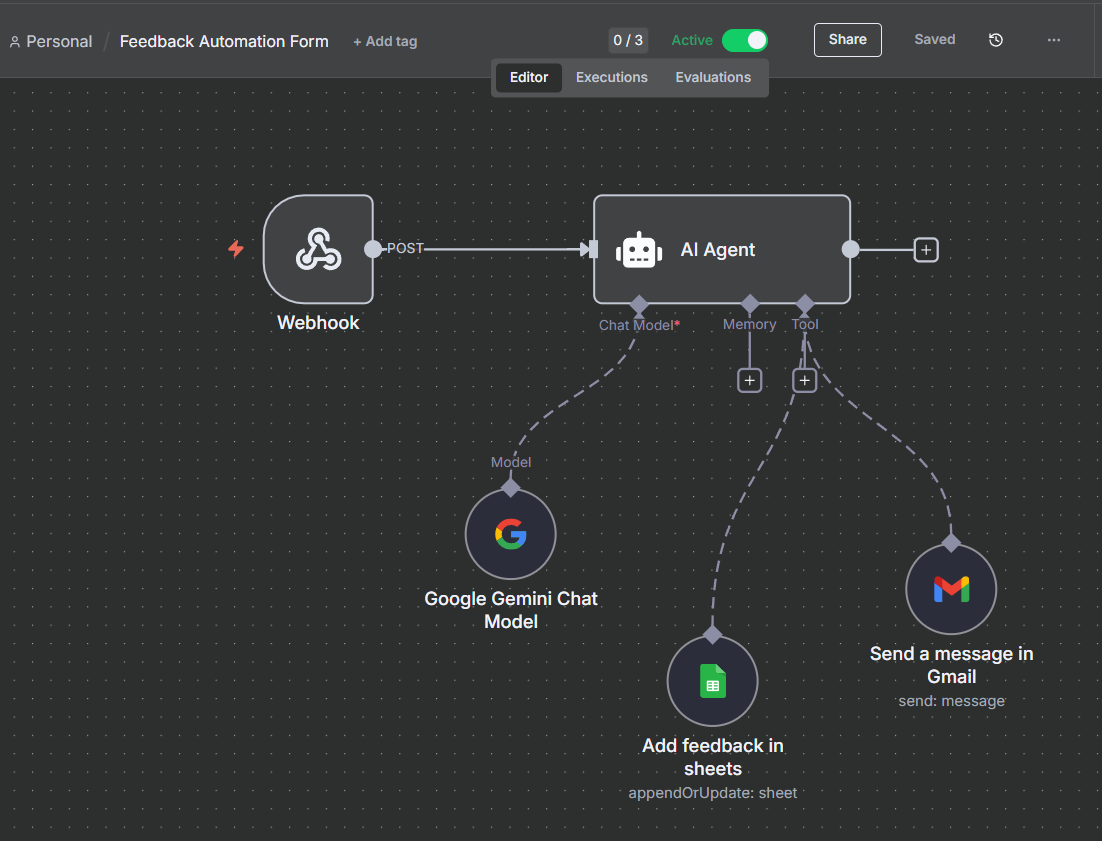 Personal / Feedback Automation Form + Add tag 0 / 3 Active Share Saved
Editor Executions Evaluations
POST
AI Agent
Webhook
Chat Model* Memory Tool
Model
Google Gemini Chat
Model
Send a message in
Gmail
send: message
Add feedback in
sheets
appendOrUpdate: sheet